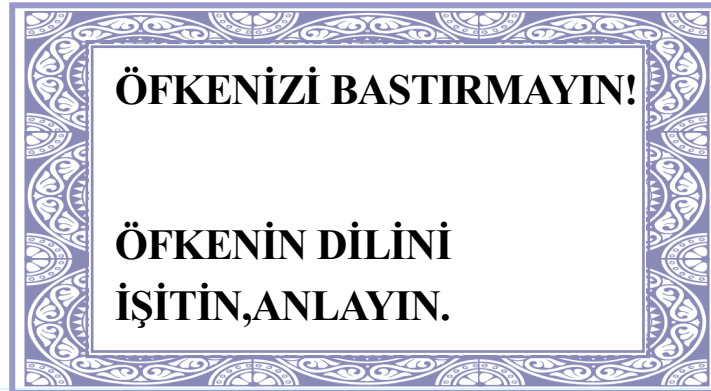 ÖFKENİZİ BASTIRMAYIN!
ÖFKENİN DİLİNİ
İŞİTİN,ANLAYIN.